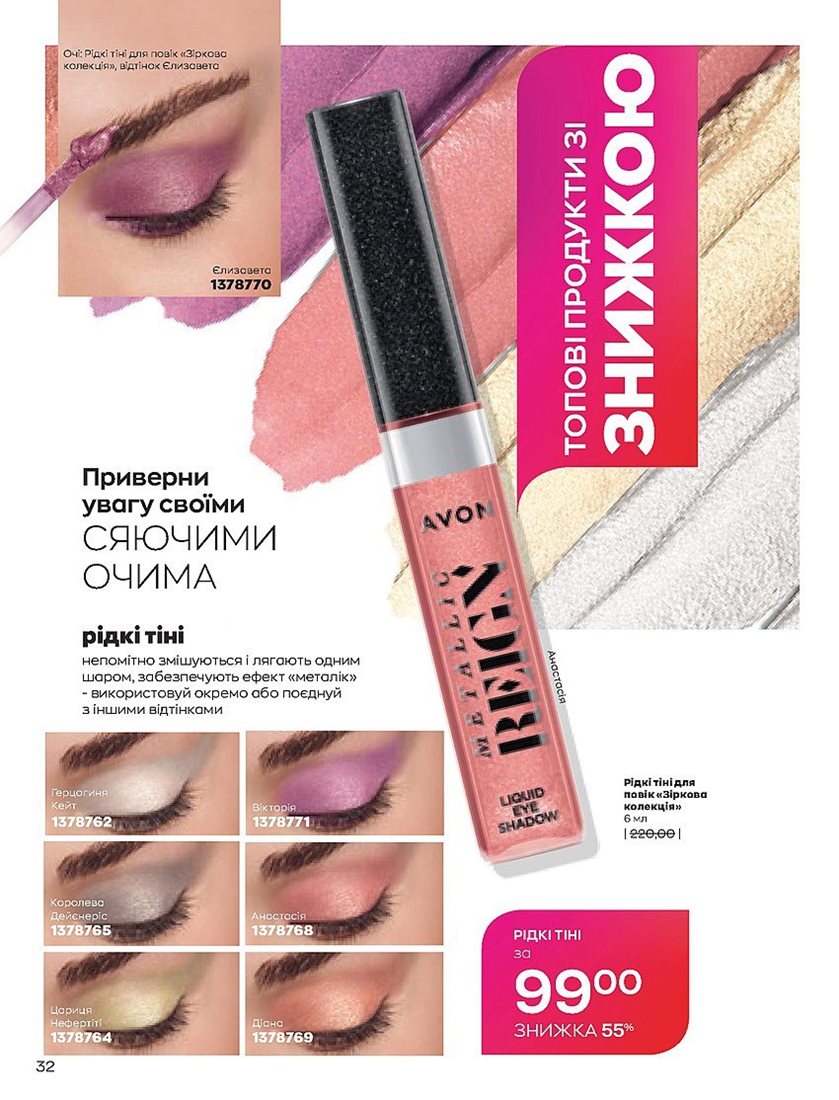 Очі: Рідкі тіні для повік «Зіркова
колекція», відтінок Єлизавета
Єлизавета
1378770
ТОПОВІ ПРОДУКТИ ЗІ
ЗНИЖКОЮ
Приверни
увагу своїми
СЯЮЧИМИ
ОЧИМА
рідкі тіні
непомітно змішуються і лягають одним
шаром, забезпечують ефект «металік»
- використовуй окремо або поєднуй
з іншими відтінками
AVON
METALLIC
REIGN
LIQUID
EYE
SHADOW
Анастасія
Герцогиня
Кейт
1378762
Вікторія
1378771
Королева
Дейєнеріс
1378765
Анастасія
1378768
Цариця
Нефертіті
1378764
Діана
1378769
Рідкі тіні для
повік «Зіркова
колекція»
6 мл
| 220,00 |
РІДКІ ТІНІ
за
99⁰⁰
ЗНИЖКА 55%
32